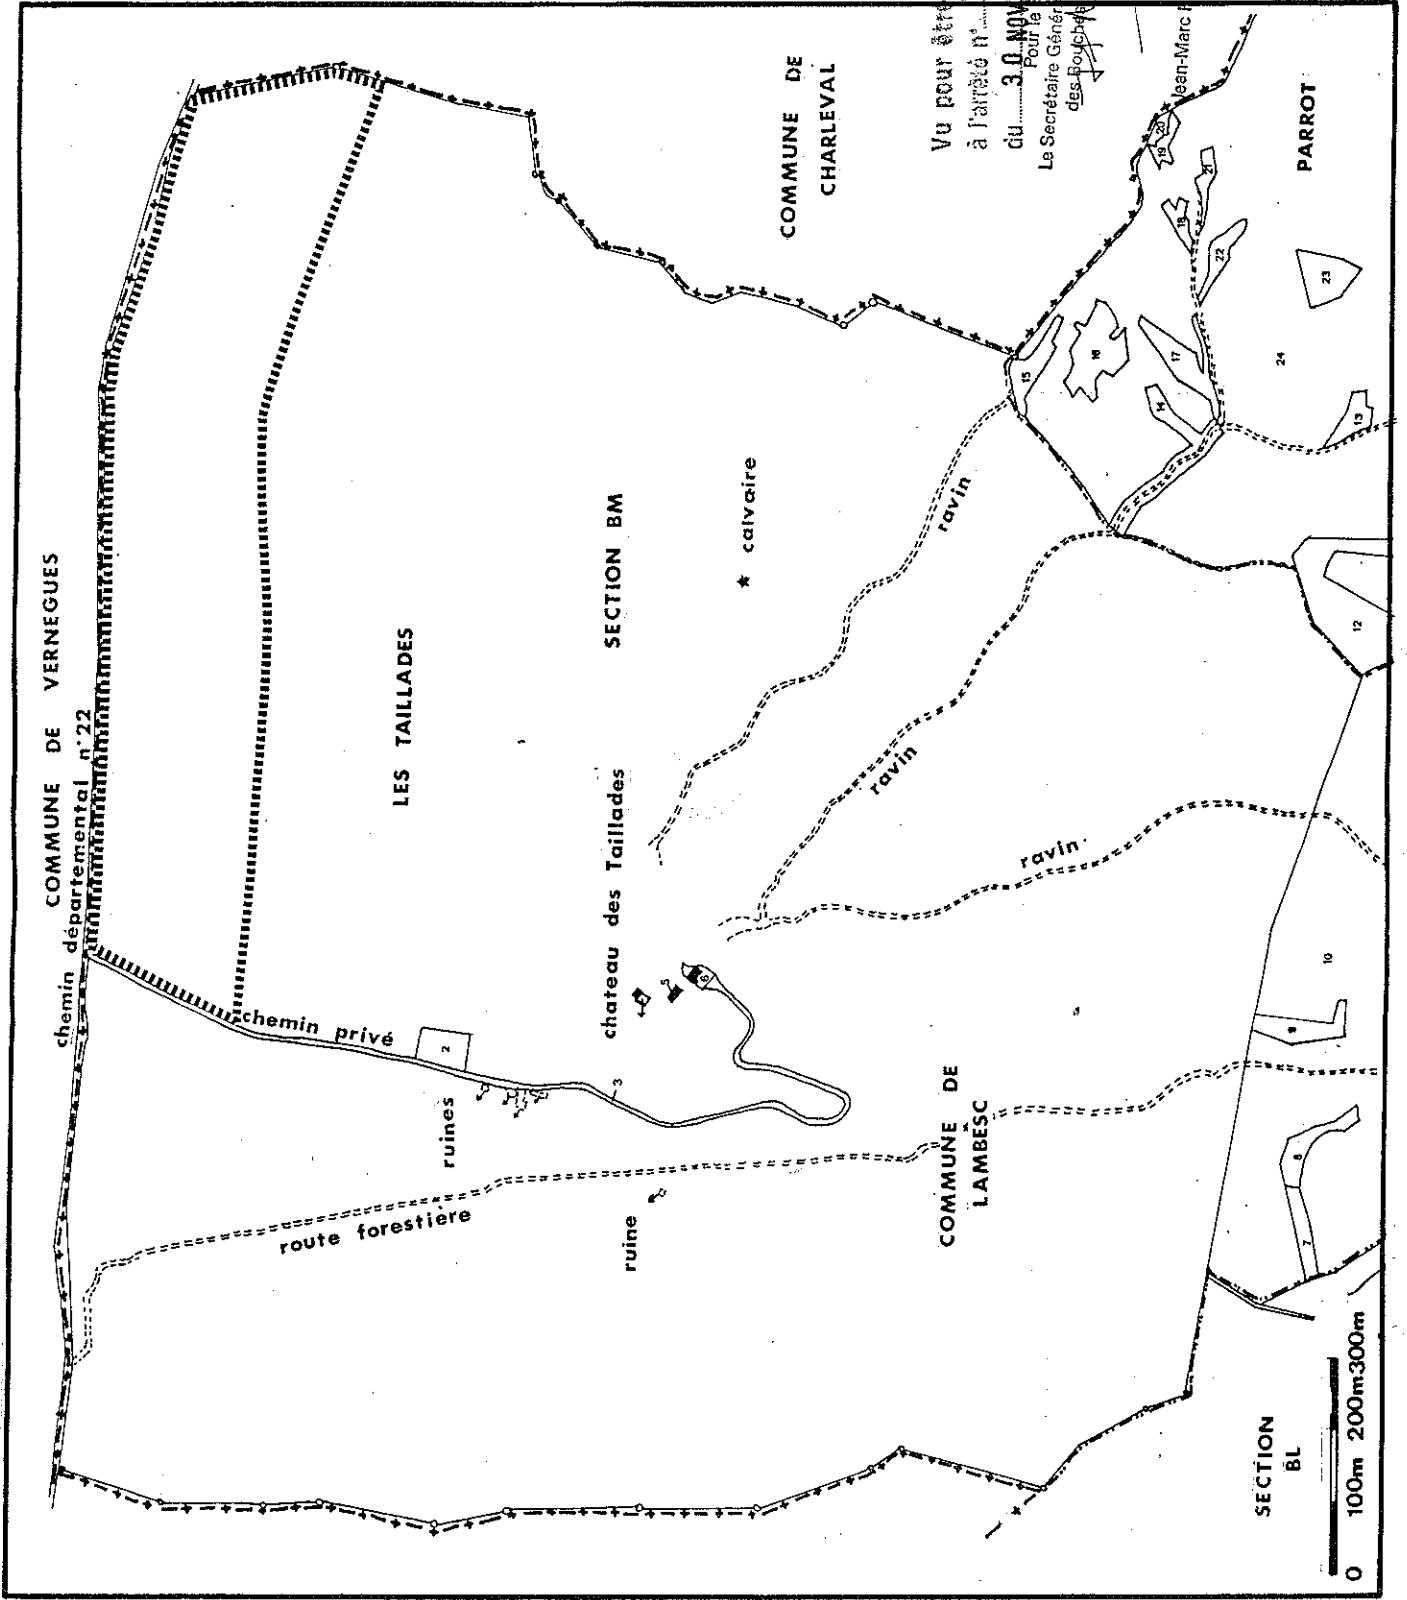 COMMUNE DE VERNEGUES
chemin départemental n°22
LES TAILLADES
chemin privé
2
ruines
3
route forestière
ruine
chateau des Taillades
5
6
SECTION BM
calvaire
COMMUNE DE
CHARLEVAL
Vu pour être
à l'arrêté n°
du 30 NOV
Pour le
Le Secrétaire Génér
des Bouches
Jean-Marc
ravin
ravin
ravin
COMMUNE DE
LAMBESC
PARROT
15
16
14
17
18
19
20
21
22
23
24
13
12
10
9
8
7
SECTION
BL
0 100m 200m 300m